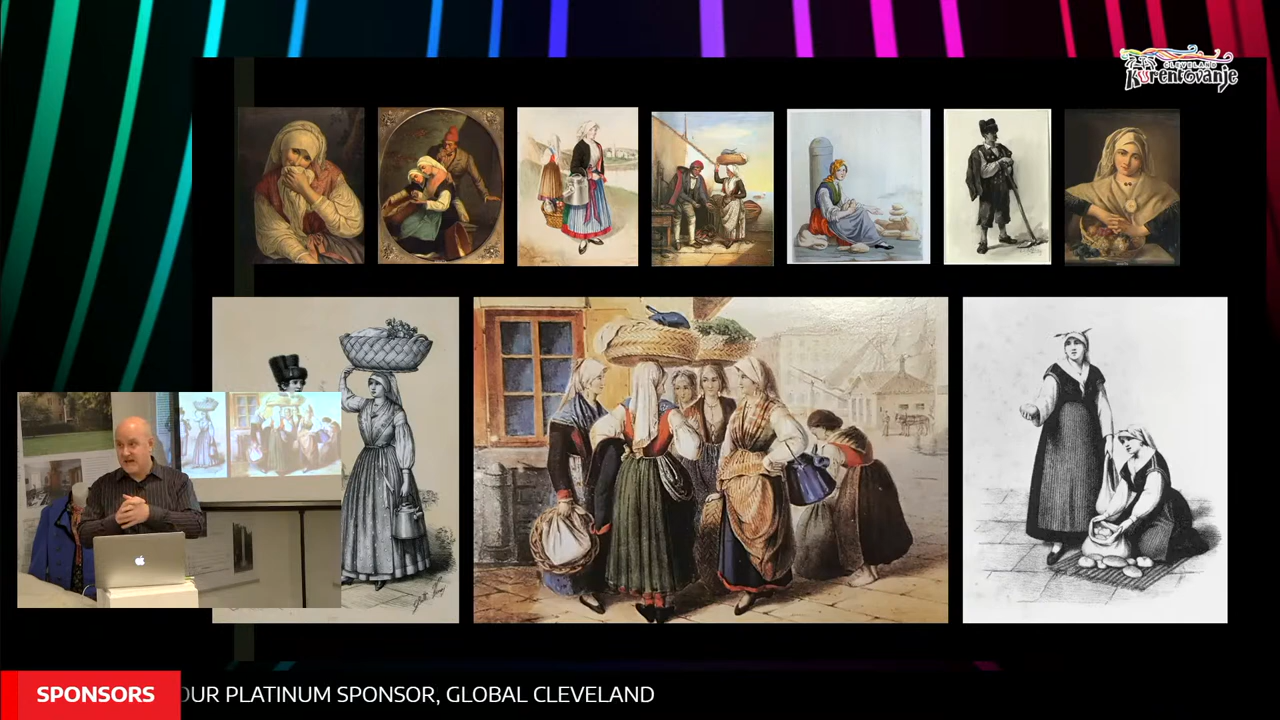 CLEVELAND
Kurentovanje
SPONSORS
OUR PLATINUM SPONSOR, GLOBAL CLEVELAND